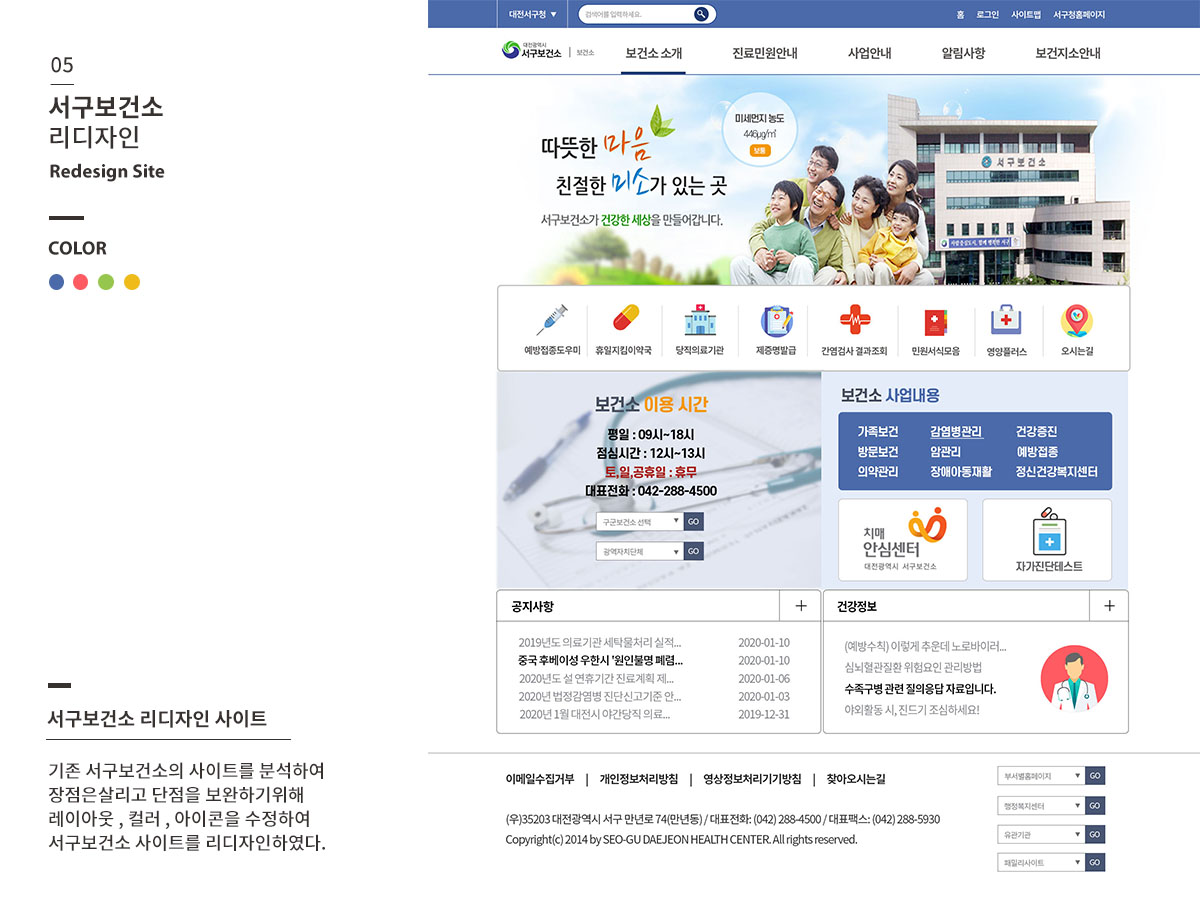 05
서구보건소
리디자인
Redesign Site
COLOR
서구보건소 리디자인 사이트
기존 서구보건소의 사이트를 분석하여
장점은살리고 단점을 보완하기위해
레이아웃 , 컬러 , 아이콘을 수정하여
서구보건소 사이트를 리디자인하였다.
대전서구청 ▼
검색어를 입력하세요.
홈 로그인 사이트맵 서구청홈페이지
대전광역시
서구보건소 | 보건소
보건소 소개 진료민원안내 사업안내 알림사항 보건지소안내
따뜻한 마음
친절한 미소가 있는 곳
서구보건소가 건강한 세상을 만들어갑니다.
미세먼지 농도
446μg/㎥
보통
서구보건소
사람중심도시, 함께 행복한 서구
예방접종도우미 휴일지킴이약국 당직의료기관 제증명발급 간염검사 결과조회 민원서식모음 영양플러스 오시는길
보건소 이용 시간
평일 : 09시~18시
점심시간 : 12시~13시
토,일,공휴일 : 휴무
대표전화 : 042-288-4500
구군보건소 선택 ▼ GO
광역자치단체 ▼ GO
보건소 사업내용
가족보건 감염병관리 건강증진
방문보건 암관리 예방접종
의약관리 장애아동재활 정신건강복지센터
치매
안심센터
대전광역시 서구보건소
자가진단테스트
공지사항 +
2019년도 의료기관 세탁물처리 실적... 2020-01-10
중국 후베이성 우한시 '원인불명 폐렴... 2020-01-10
2020년도 설 연휴기간 진료계획 제... 2020-01-06
2020년 법정감염병 진단신고기준 안... 2020-01-03
2020년 1월 대전시 야간당직 의료... 2019-12-31
건강정보 +
(예방수칙) 이렇게 추운데 노로바이러...
심뇌혈관질환 위험요인 관리방법
수족구병 관련 질의응답 자료입니다.
야외활동 시, 진드기 조심하세요!
이메일수집거부 | 개인정보처리방침 | 영상정보처리기기방침 | 찾아오시는길
(우)35203 대전광역시 서구 만년로 74(만년동) / 대표전화: (042) 288-4500 / 대표팩스: (042) 288-5930
Copyright(c) 2014 by SEO-GU DAEJEON HEALTH CENTER. All rights reserved.
부서별홈페이지 ▼ GO
행정복지센터 ▼ GO
유관기관 ▼ GO
패밀리사이트 ▼ GO